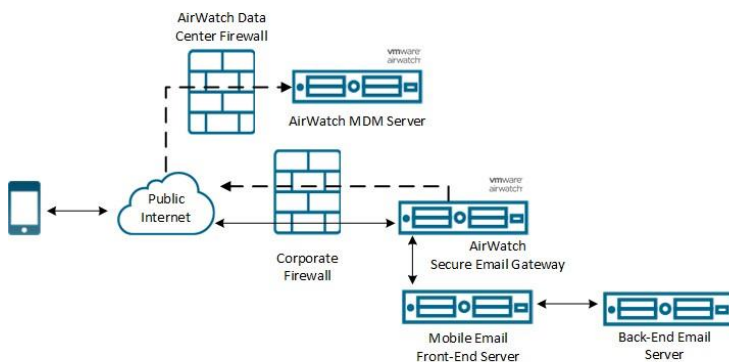 AirWatch Data
Center Firewall
vmware
airwatch
AirWatch MDM Server
Public
Internet
vmware
airwatch
Corporate
Firewall
AirWatch
Secure Email Gateway
Mobile Email
Front-End Server
Back-End Email
Server